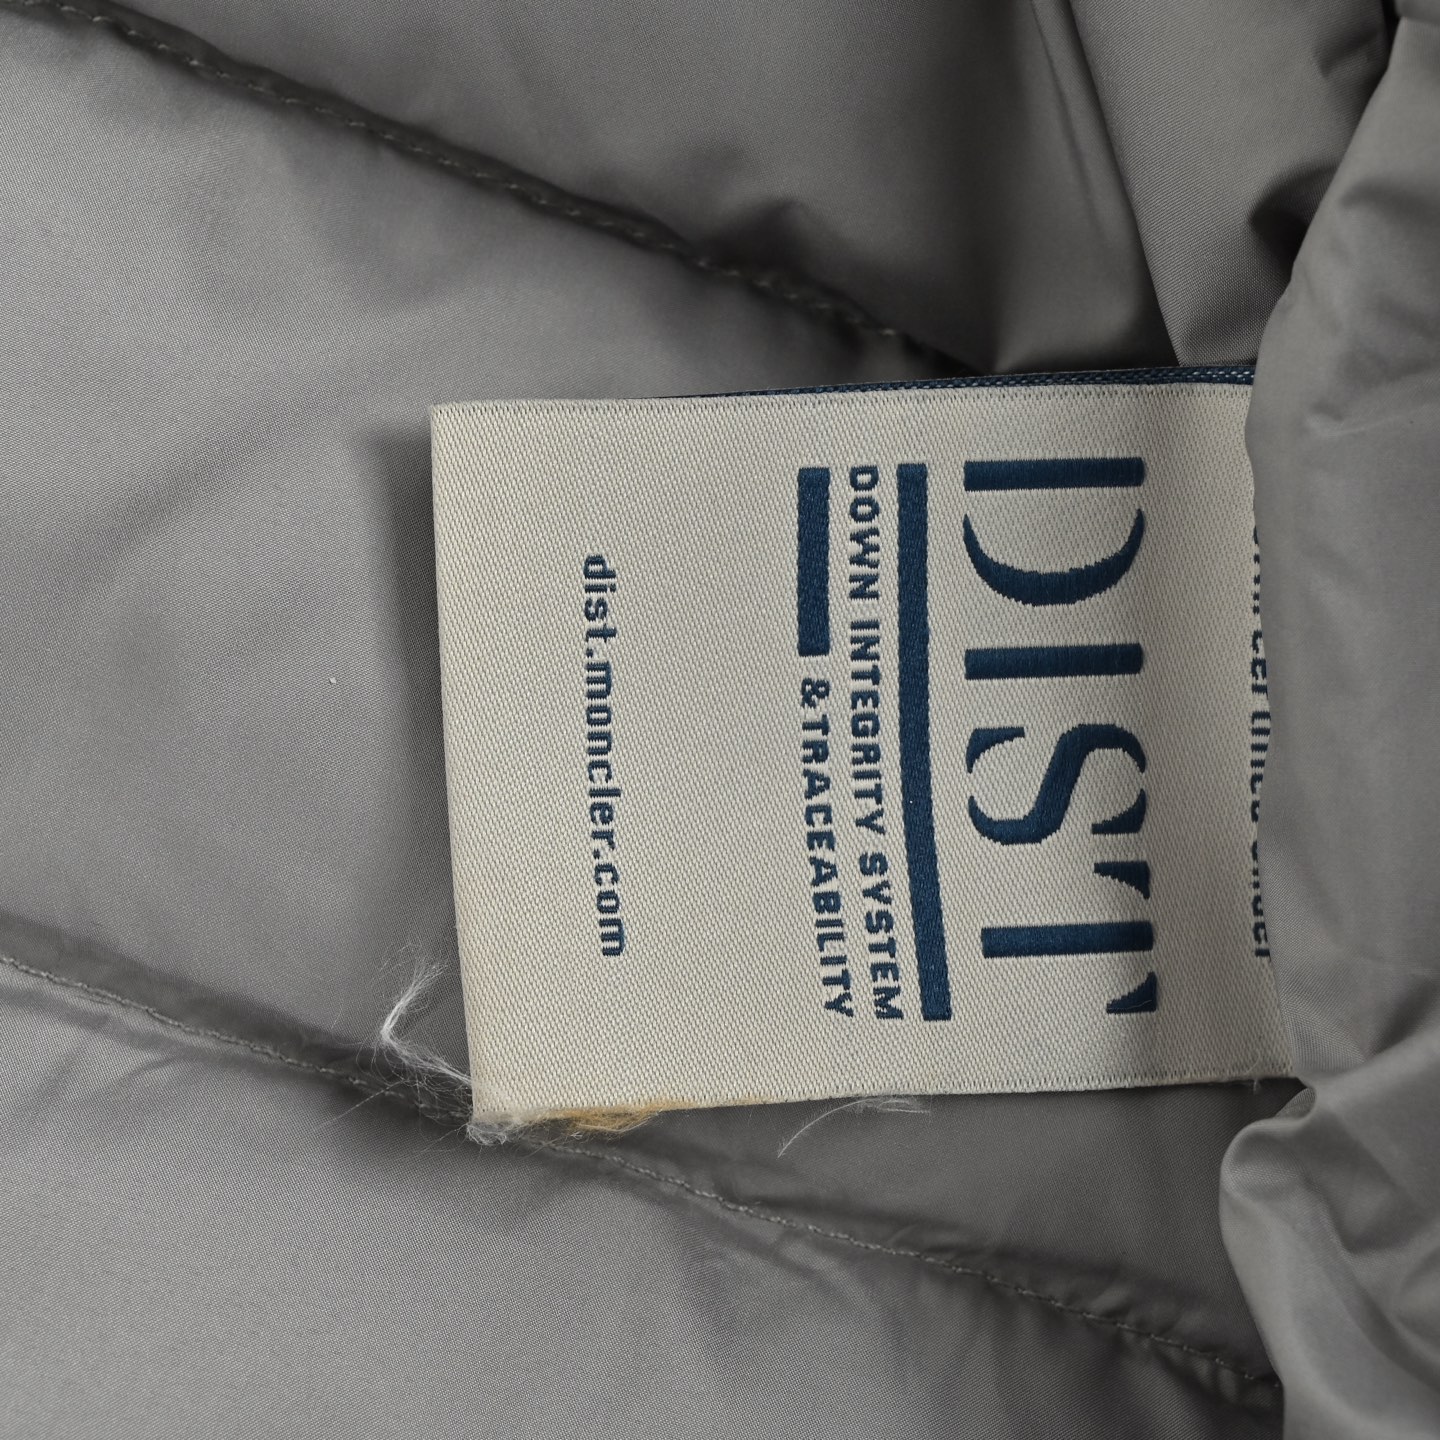 DIST
DOWN INTEGRITY SYSTEM
& TRACEABILITY
dist.moncler.com